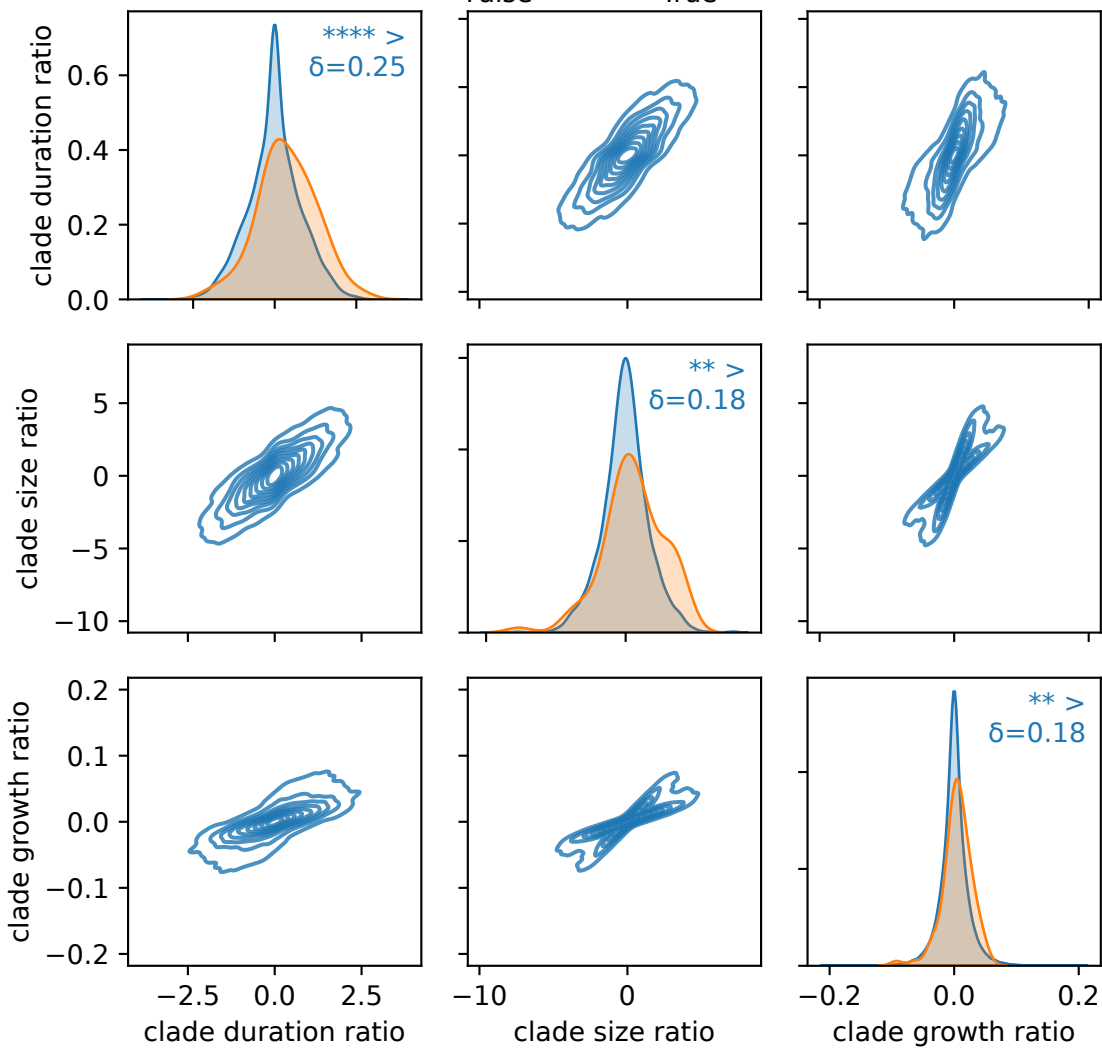 **** >
δ=0.25
clade duration ratio
0.6
0.4
0.2
0.0
** >
δ=0.18
clade size ratio
5
0
−5
−10
** >
δ=0.18
clade growth ratio
0.2
0.1
0.0
−0.1
−0.2
−2.5 0.0 2.5 −10 0 −0.2 0.0 0.2
clade duration ratio clade size ratio clade growth ratio